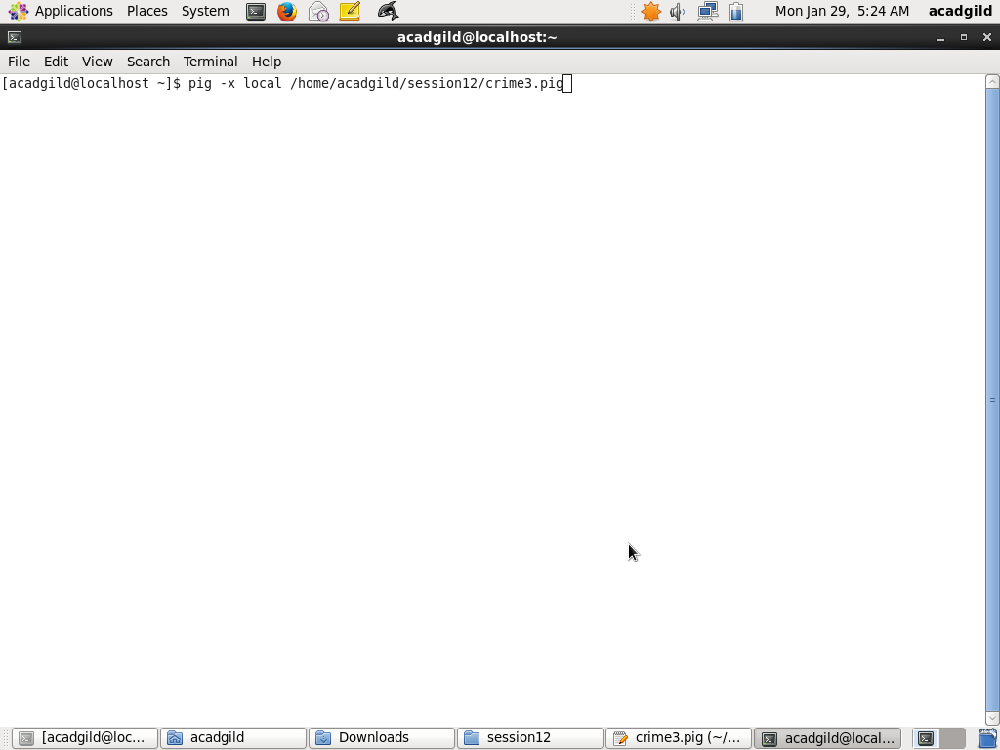 Applications Places System Mon Jan 29, 5:24 AM acadgild
acadgild@localhost:~
File Edit View Search Terminal Help
[acadgild@localhost ~]$ pig -x local /home/acadgild/session12/crime3.pig
[acadgild@loc... acadgild Downloads session12 crime3.pig (~/... acadgild@local...